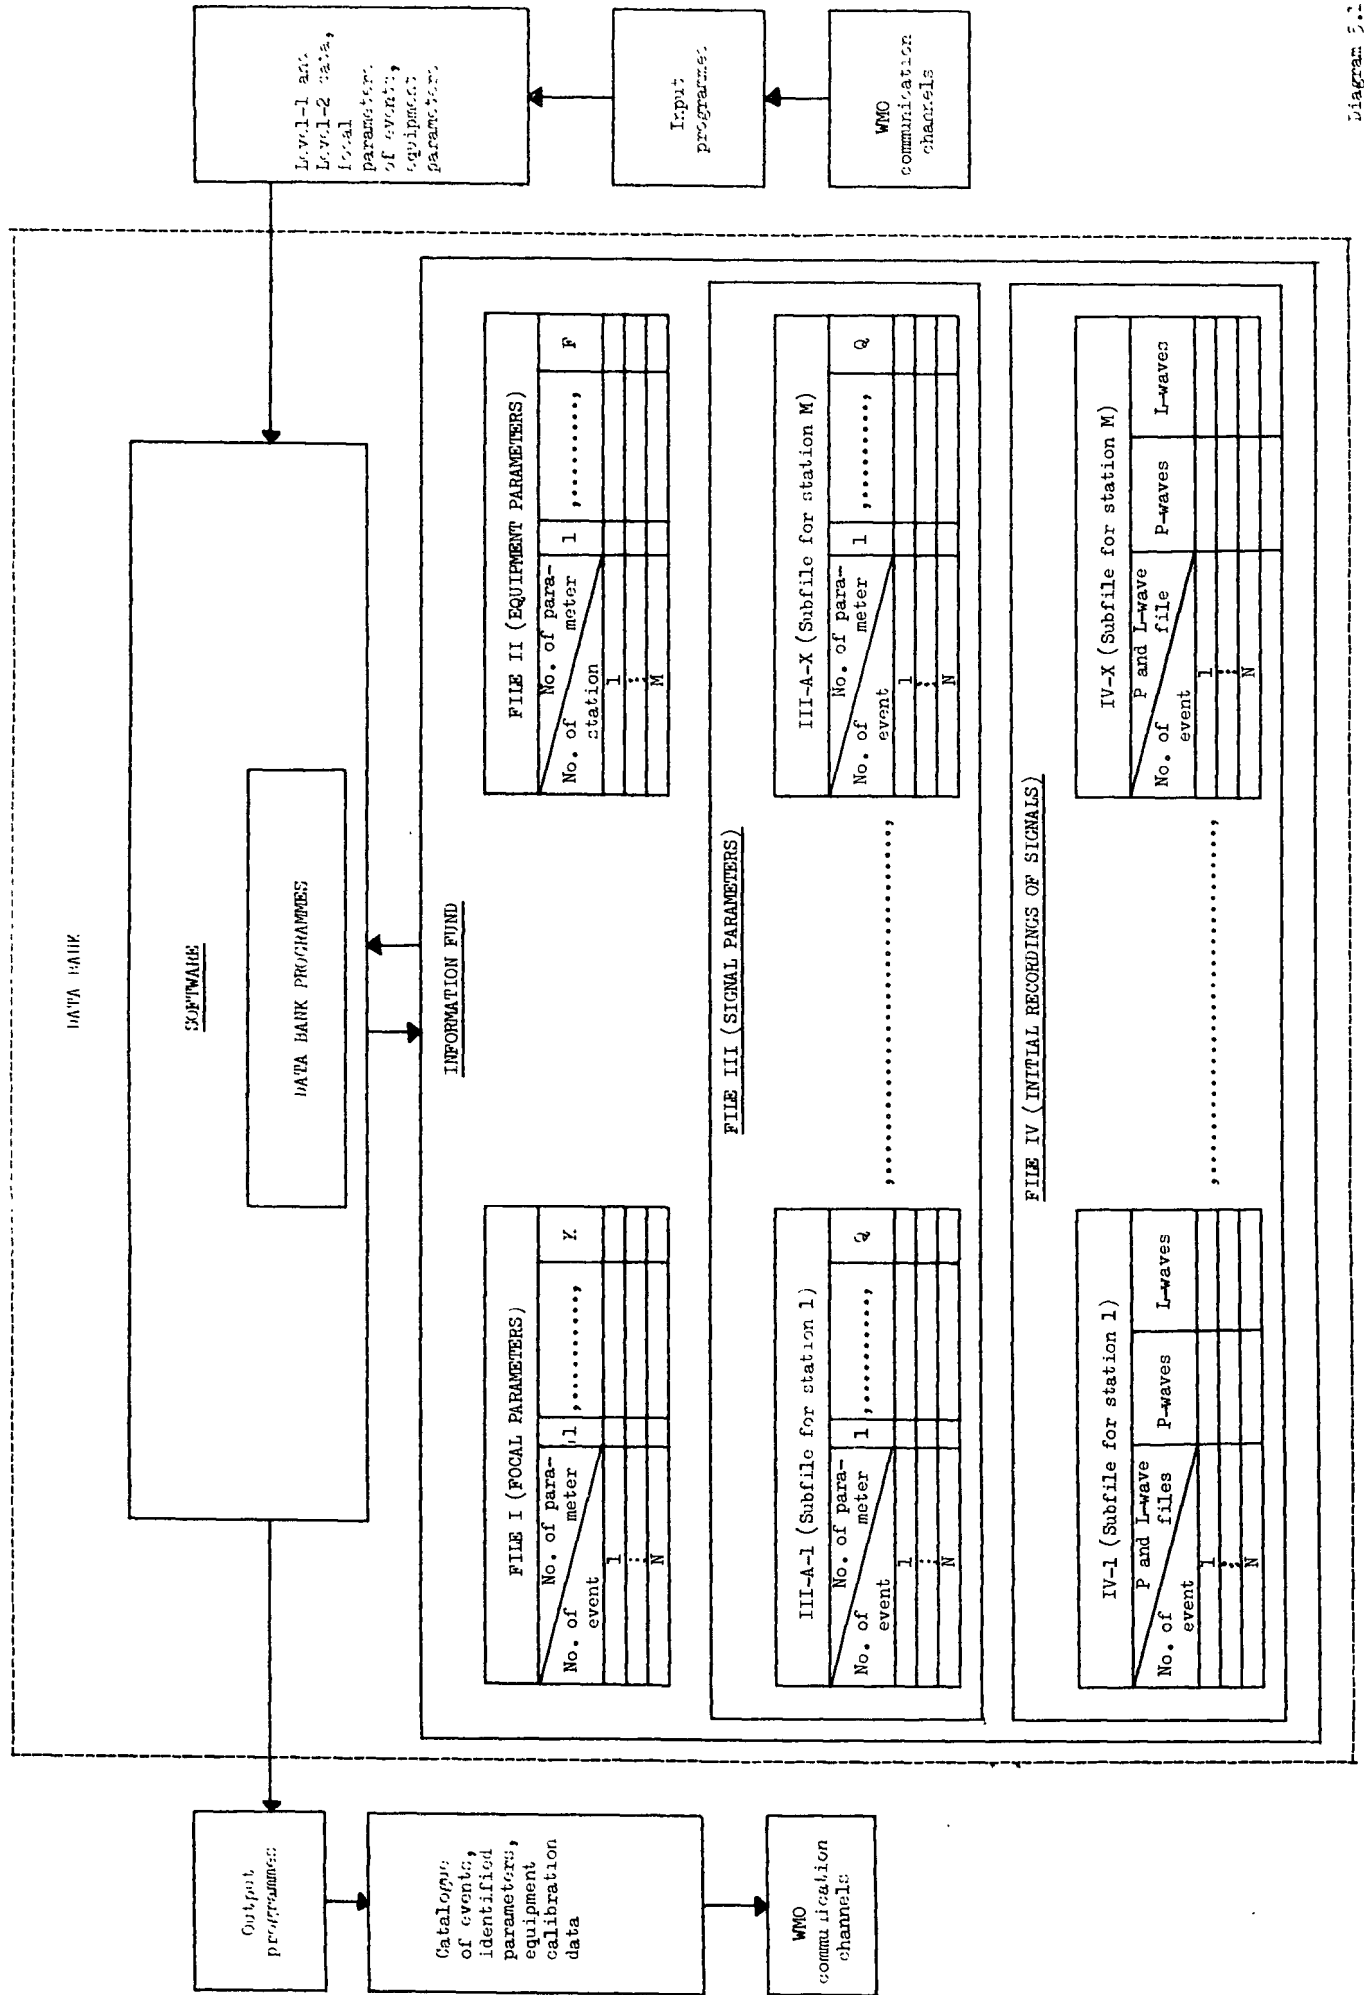 DATA BANK
SOFTWARE
DATA BANK PROGRAMMES
Output
programmes
Catalogue
of events,
identified
parameters,
equipment
calibration
data
WMO
communication
channels
Level-1 and
Level-2 data,
focal
parameters
of events,
equipment
parameters
Input
programmes
WMO
communication
channels
INFORMATION FUND
FILE I (FOCAL PARAMETERS)
No. of para-
meter
No. of
event
1 ,........., K
1
⋮
N
FILE II (EQUIPMENT PARAMETERS)
No. of para-
meter
No. of
station
1 ,........., F
1
⋮
M
FILE III (SIGNAL PARAMETERS)
III-A-1 (Subfile for station 1)
No. of para-
meter
No. of
event
1 ,........., Q
1
⋮
N
,..............................,
III-A-X (Subfile for station M)
No. of para-
meter
No. of
event
1 ,........., Q
1
⋮
N
FILE IV (INITIAL RECORDINGS OF SIGNALS)
IV-1 (Subfile for station 1)
P and L-wave
files
No. of
event
P-waves L-waves
1
⋮
N
,..............................,
IV-X (Subfile for station M)
P and L-wave
file
No. of
event
P-waves L-waves
1
⋮
N
Diagram